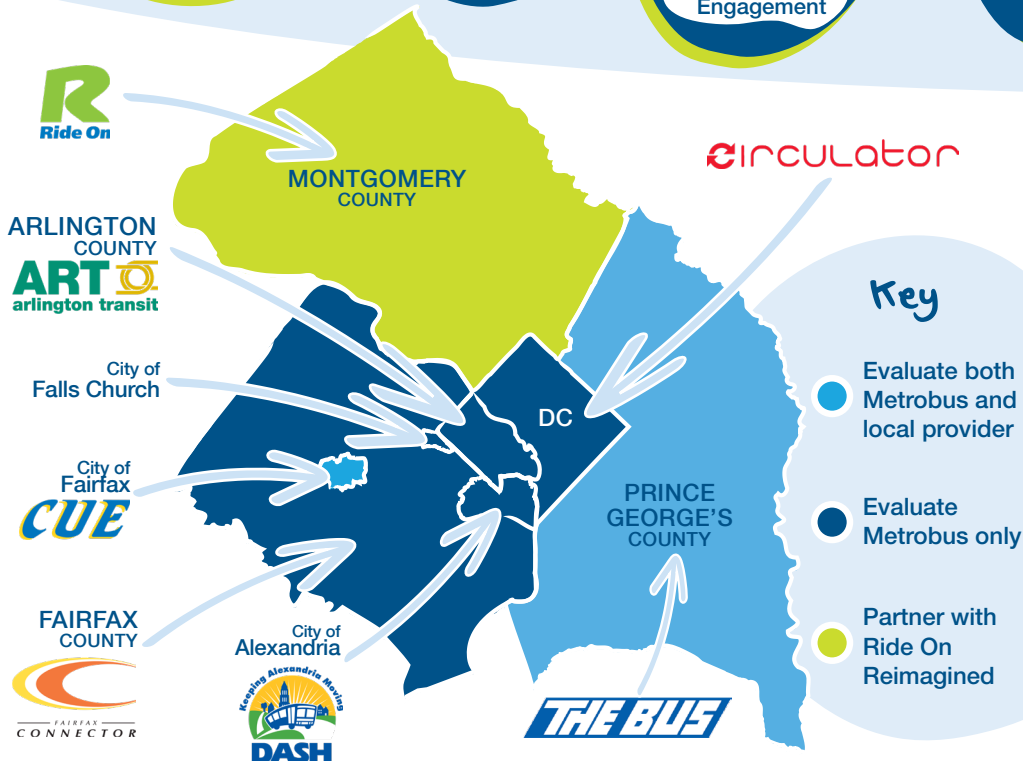 Engagement
R
Ride On
MONTGOMERY
COUNTY
circulator
ARLINGTON
COUNTY
ART
arlington transit
Key
City of
Falls Church
DC
Evaluate both
Metrobus and
local provider
City of
Fairfax
CUE
PRINCE
GEORGE'S
COUNTY
Evaluate
Metrobus only
FAIRFAX
COUNTY
FAIRFAX
CONNECTOR
City of
Alexandria
Keeping Alexandria Moving
DASH
THE BUS
Partner with
Ride On
Reimagined